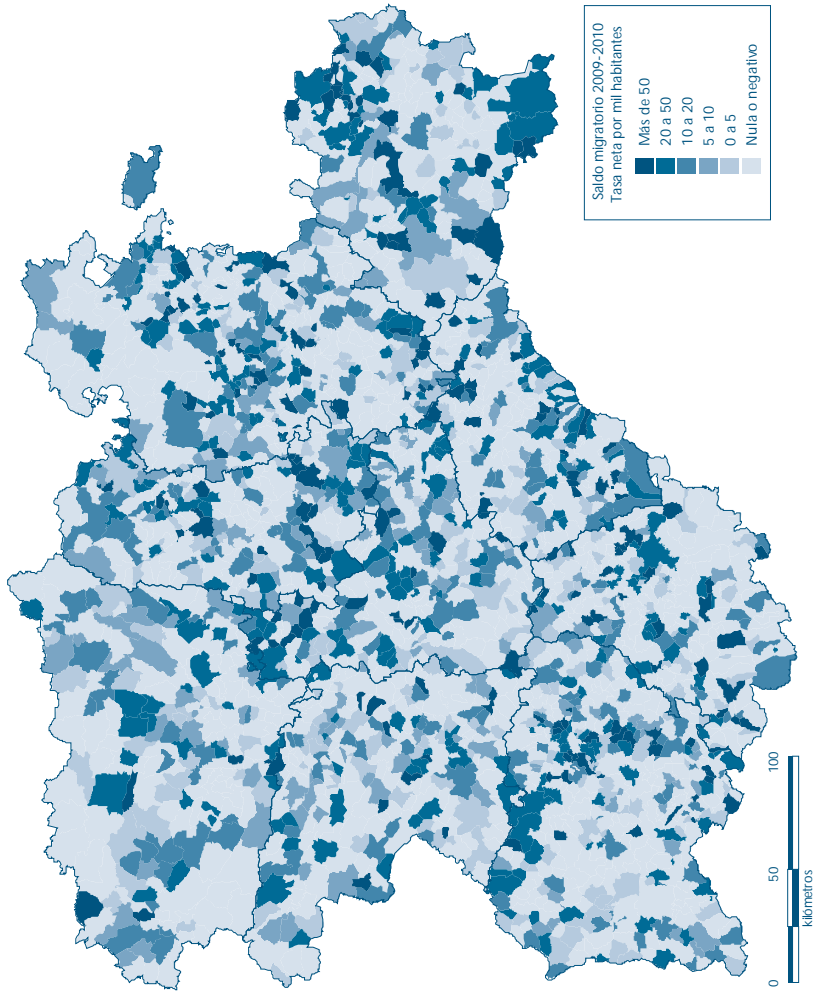 Saldo migratorio 2009-2010
Tasa neta por mil habitantes
Más de 50
20 a 50
10 a 20
5 a 10
0 a 5
Nula o negativo
0 50 100
kilómetros